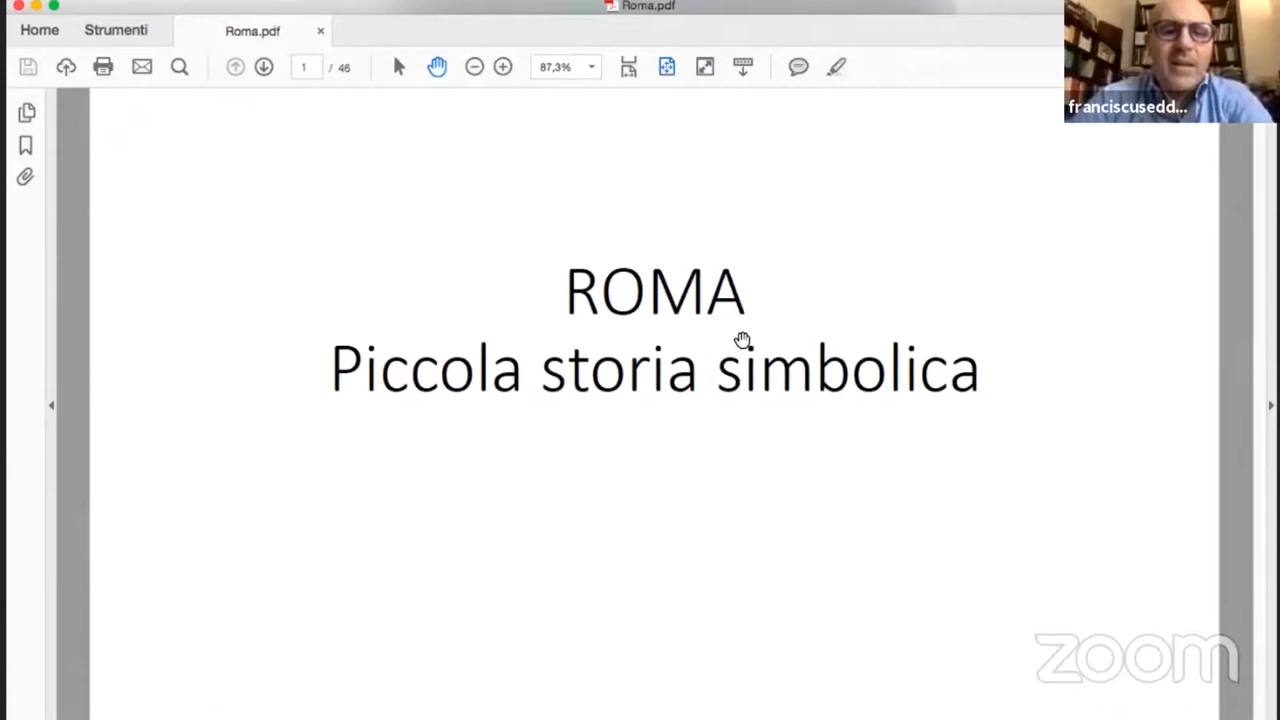 Roma.pdf
Home Strumenti Roma.pdf ×
1 / 46 87,3%
franciscusedd...
ROMA
Piccola storia simbolica
zoom